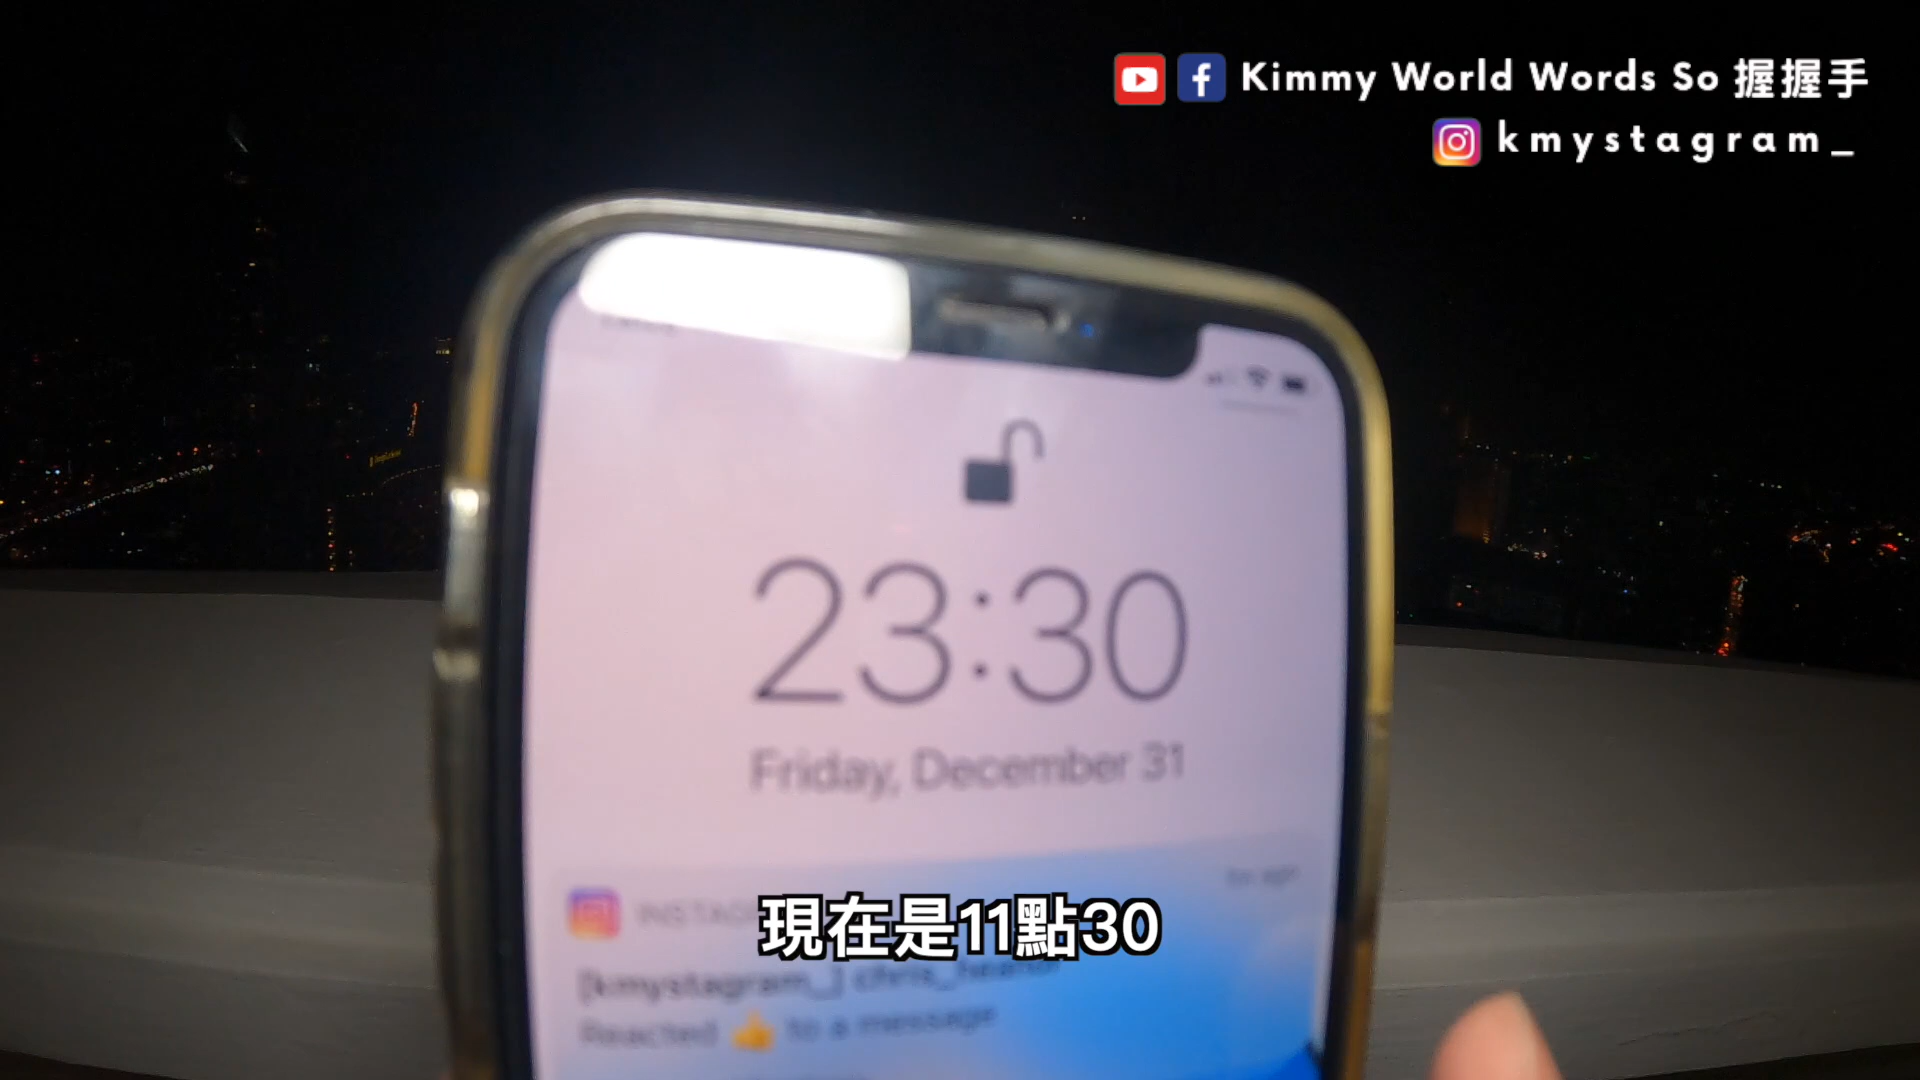 Kimmy World Words So 握握手
kmystagram_
23:30
Friday, December 31
INSTAG
現在是11點30
[kmystagram_]
Reacted 👍 to a message